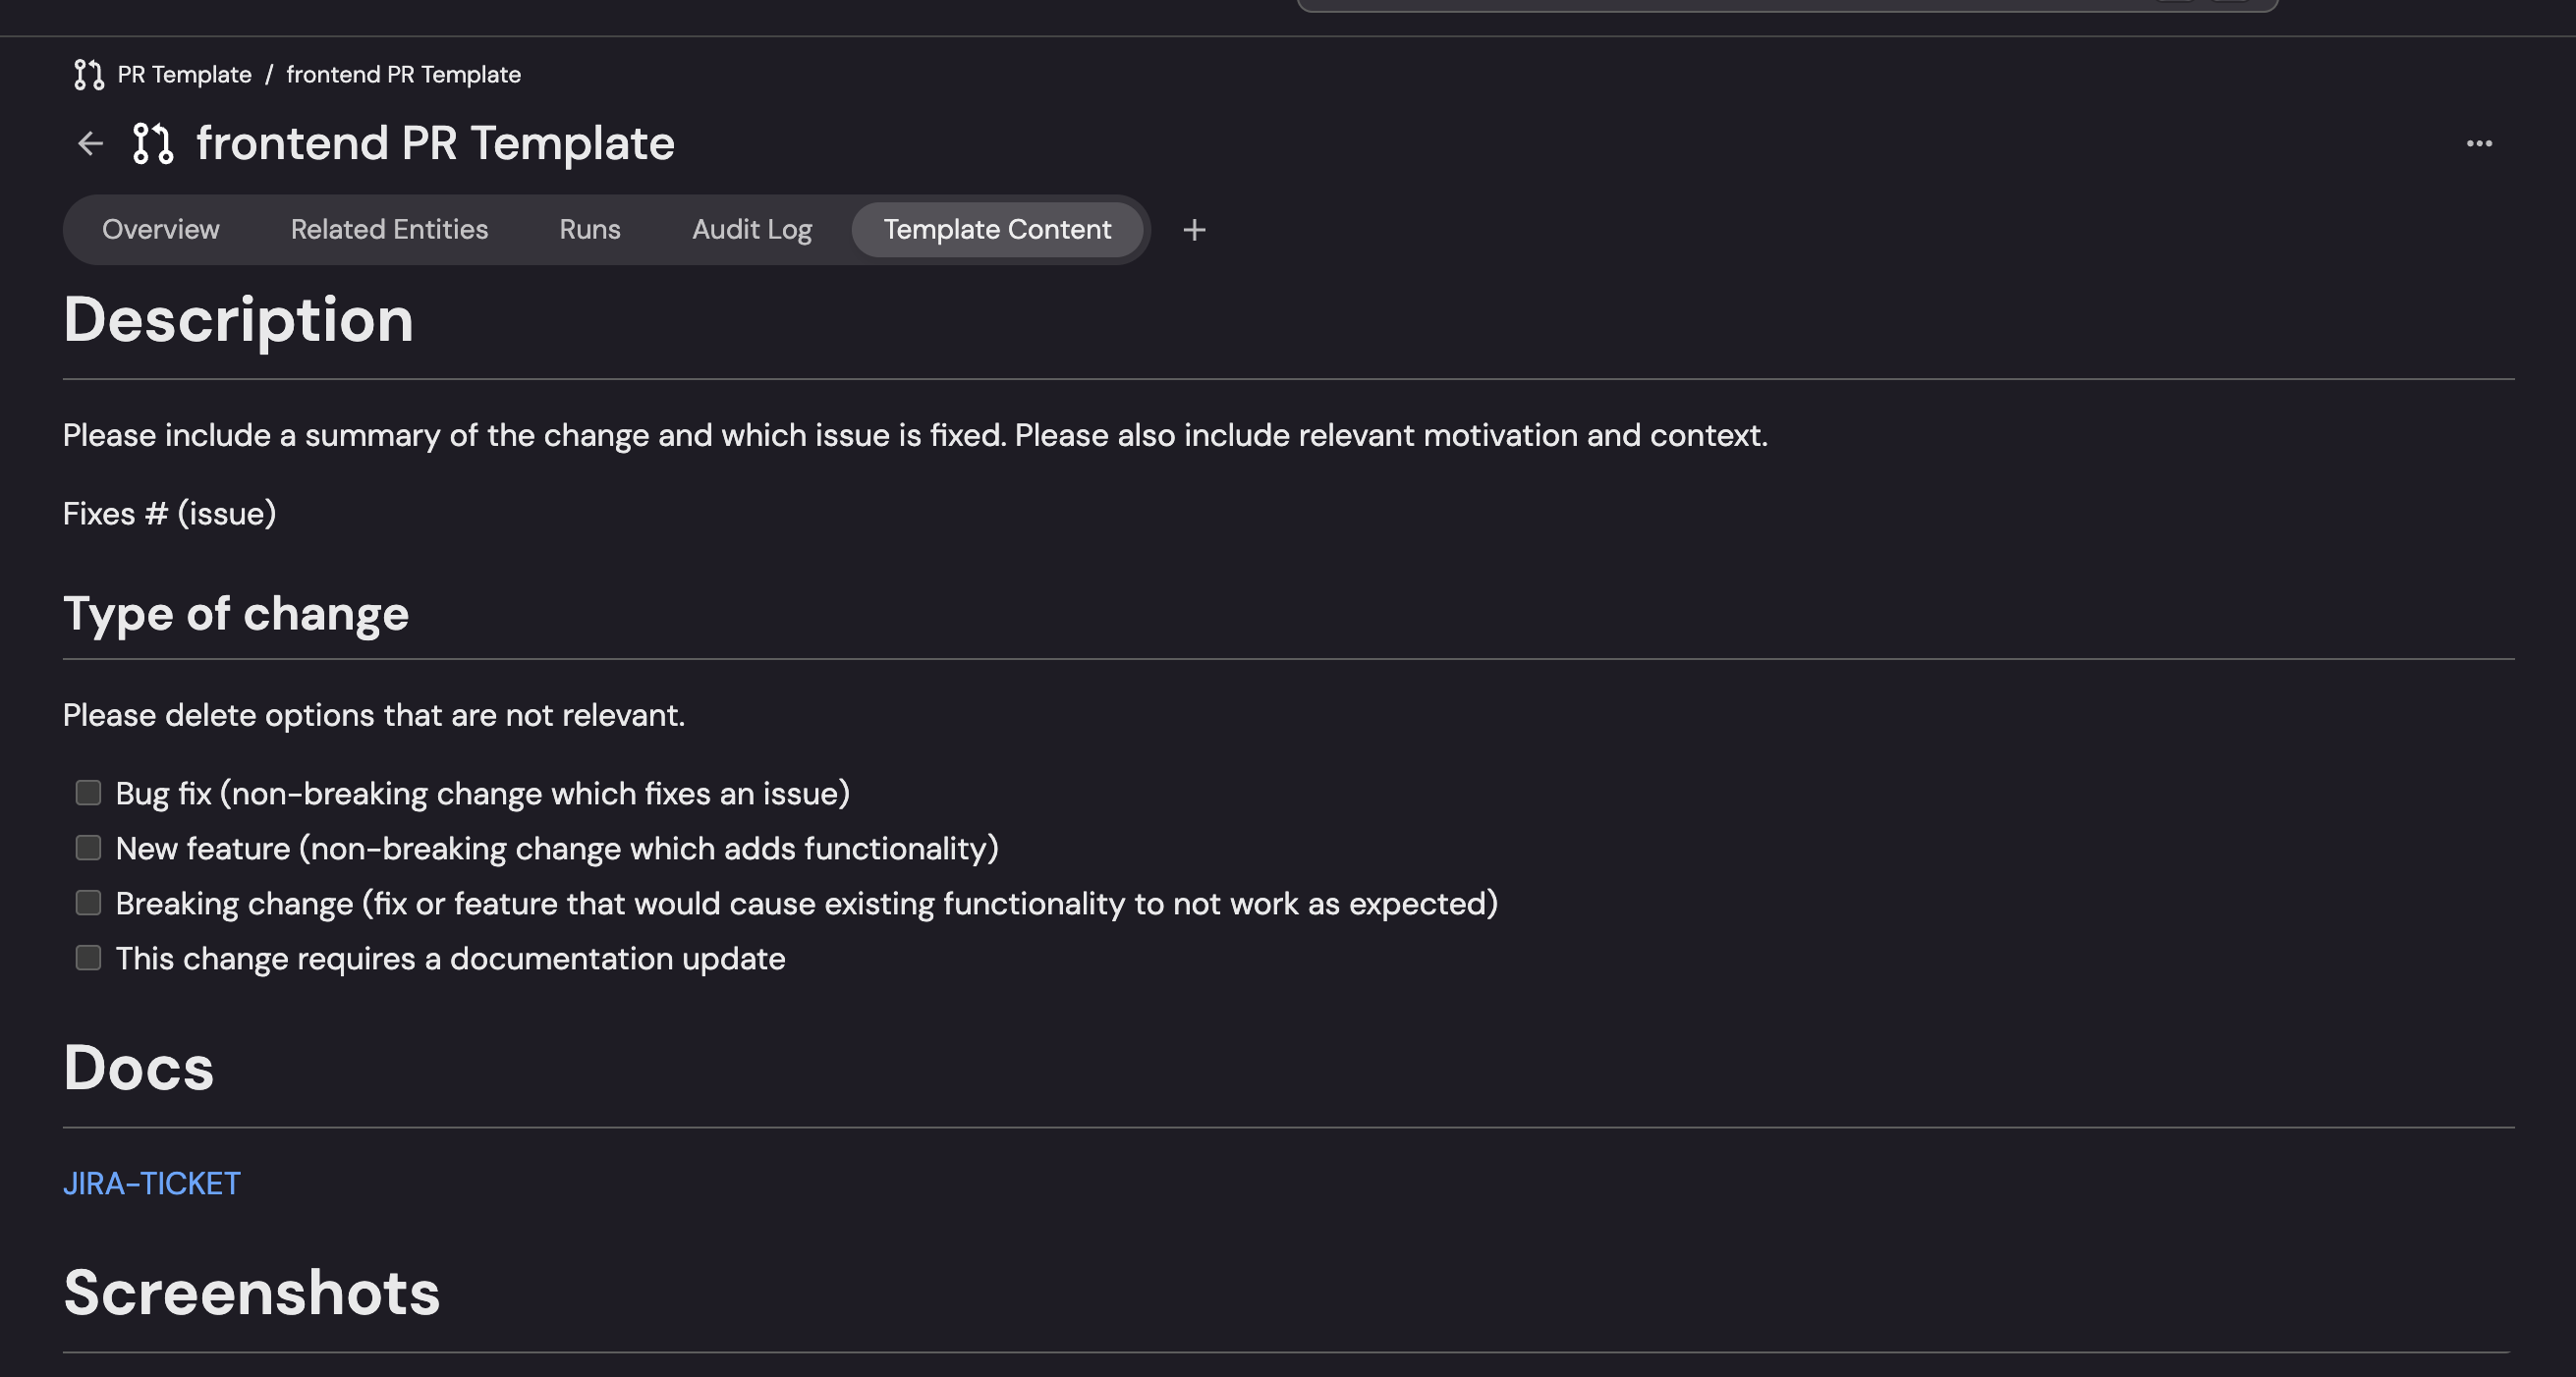 PR Template / frontend PR Template
frontend PR Template
Overview Related Entities Runs Audit Log Template Content +
Description
Please include a summary of the change and which issue is fixed. Please also include relevant motivation and context.
Fixes # (issue)
Type of change
Please delete options that are not relevant.
Bug fix (non-breaking change which fixes an issue)
New feature (non-breaking change which adds functionality)
Breaking change (fix or feature that would cause existing functionality to not work as expected)
This change requires a documentation update
Docs
JIRA-TICKET
Screenshots